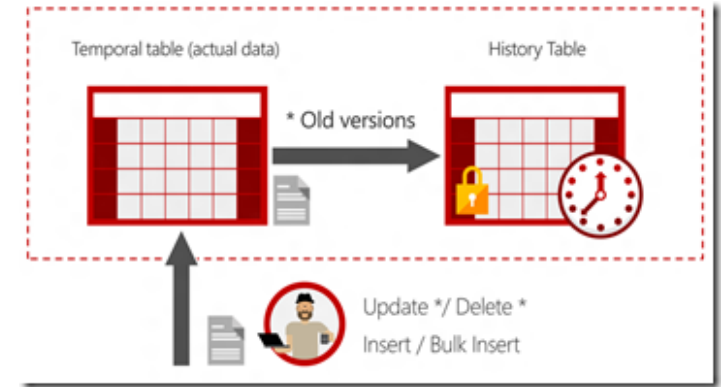 Temporal table (actual data)
History Table
* Old versions
Update */ Delete *
Insert / Bulk Insert